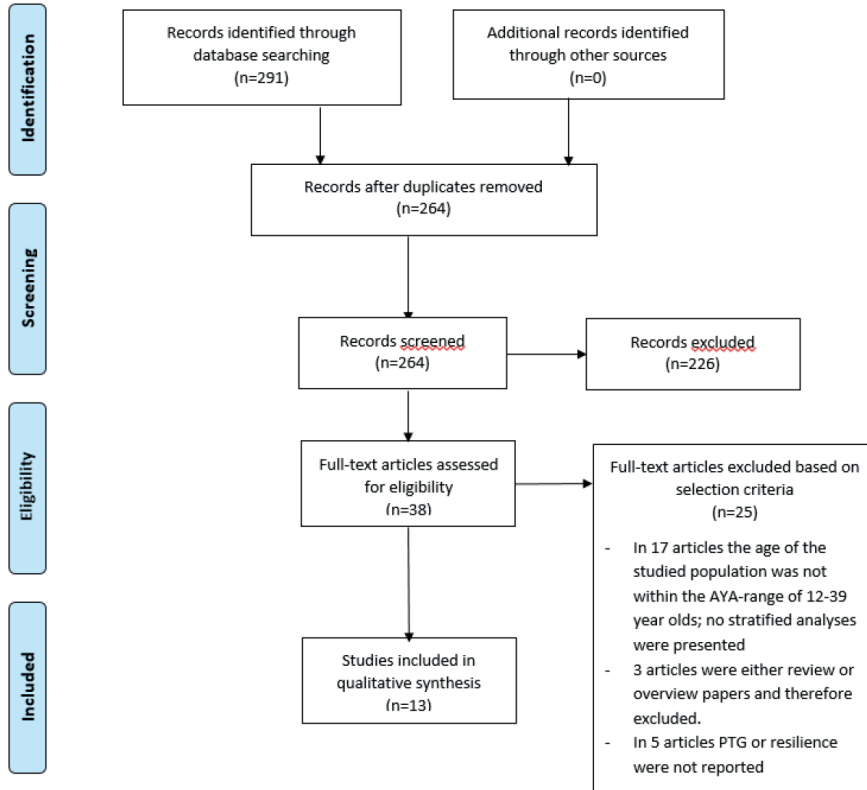 Identification
Records identified through
database searching
(n=291)
Additional records identified
through other sources
(n=0)
Records after duplicates removed
(n=264)
Screening
Records screened
(n=264)
Records excluded
(n=226)
Eligibility
Full-text articles assessed
for eligibility
(n=38)
Full-text articles excluded based on
selection criteria
(n=25)
- In 17 articles the age of the
studied population was not
within the AYA-range of 12-39
year olds; no stratified analyses
were presented
- 3 articles were either review or
overview papers and therefore
excluded.
- In 5 articles PTG or resilience
were not reported
Included
Studies included in
qualitative synthesis
(n=13)